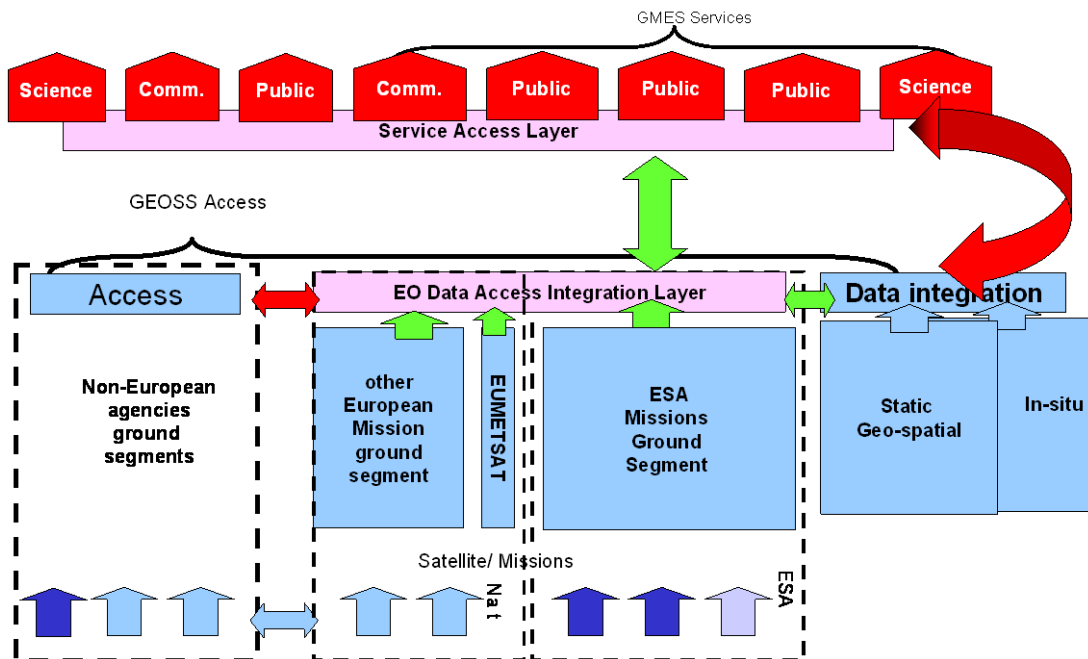 GMES Services
Science
Comm.
Public
Comm.
Public
Public
Public
Science
Service Access Layer
GEOSS Access
Access
EO Data Access Integration Layer
Data integration
Non-European
agencies
ground
segments
other
European
Mission
ground
segment
EUMETSAT
ESA
Missions
Ground
Segment
Static
Geo-spatial
In-situ
Satellite/ Missions
Nat
ESA